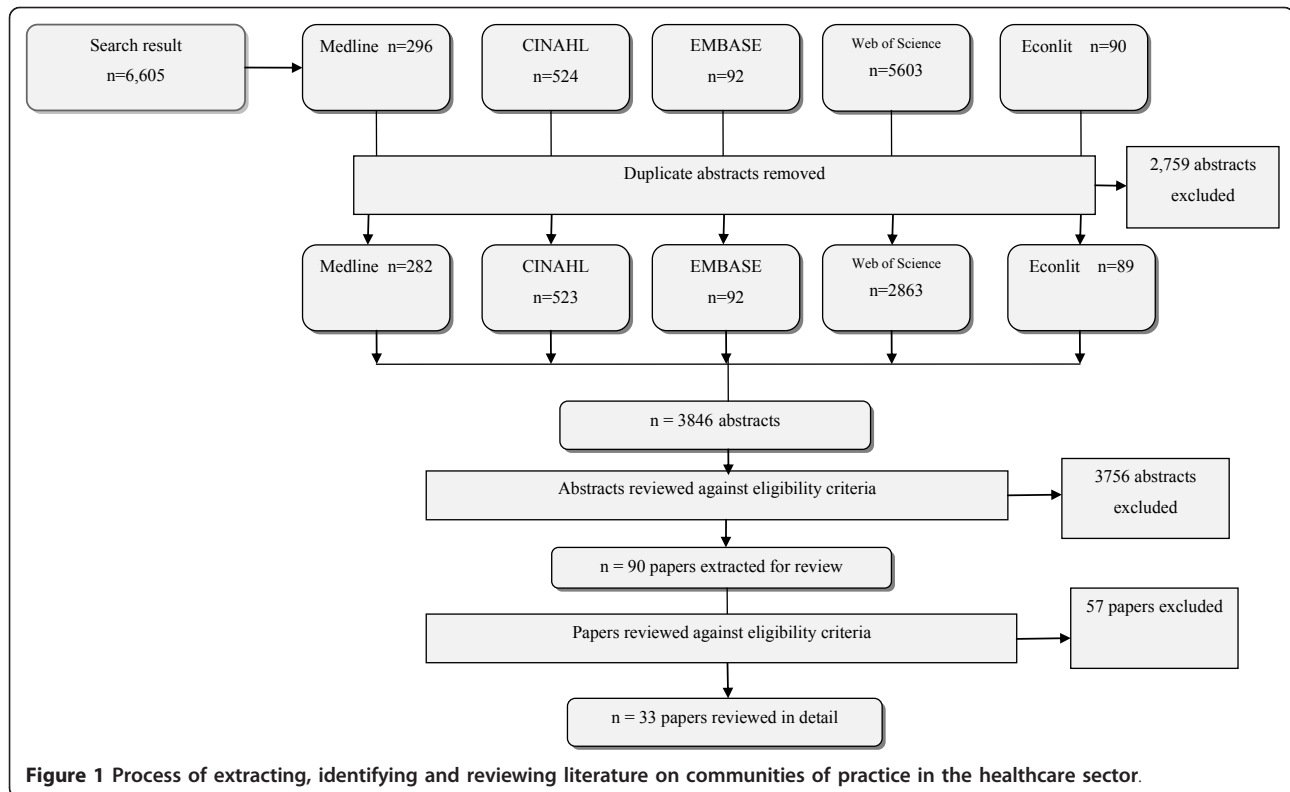 Search result
n=6,605
Medline n=296
CINAHL
n=524
EMBASE
n=92
Web of Science
n=5603
Econlit n=90
Duplicate abstracts removed
2,759 abstracts
excluded
Medline n=282
CINAHL
n=523
EMBASE
n=92
Web of Science
n=2863
Econlit n=89
n = 3846 abstracts
Abstracts reviewed against eligibility criteria
3756 abstracts
excluded
n = 90 papers extracted for review
57 papers excluded
Papers reviewed against eligibility criteria
n = 33 papers reviewed in detail
Figure 1 Process of extracting, identifying and reviewing literature on communities of practice in the healthcare sector.